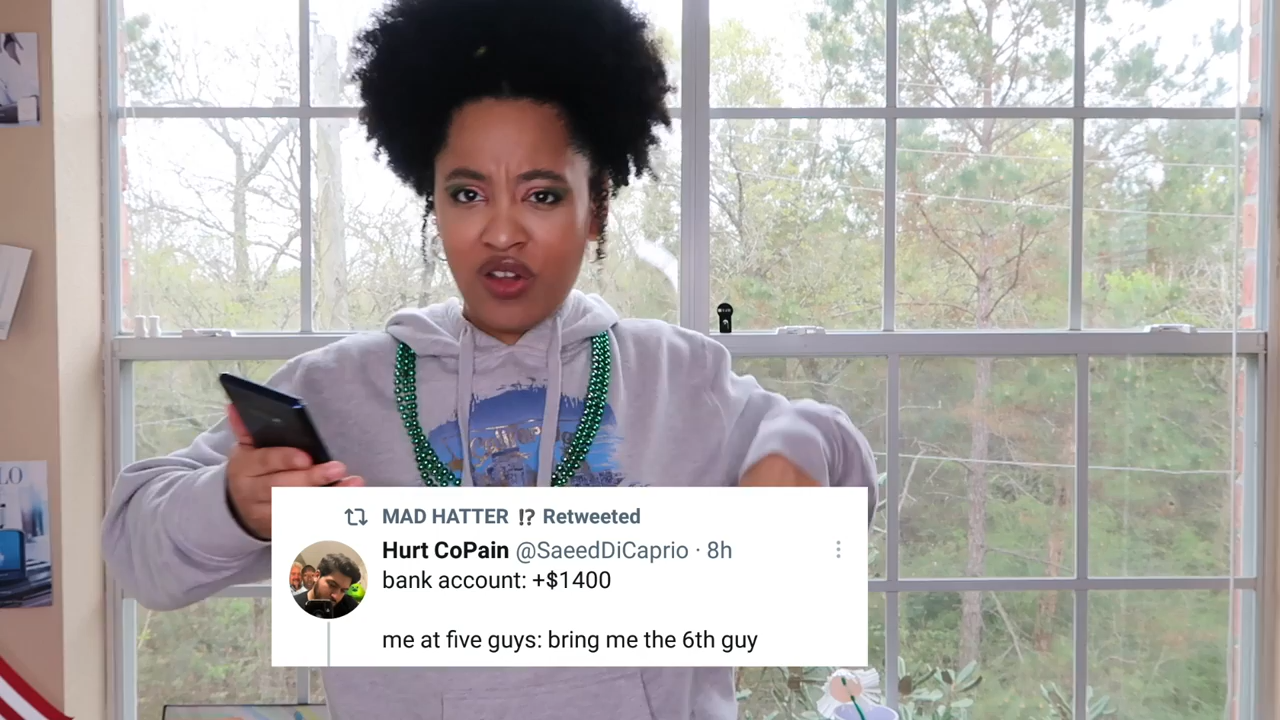 MAD HATTER ⁉ Retweeted
Hurt CoPain @SaeedDiCaprio · 8h
bank account: +$1400
me at five guys: bring me the 6th guy
LO